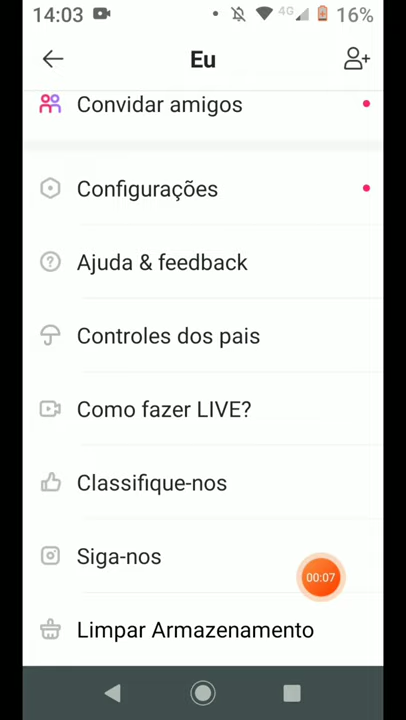 14:03
4G
16%
Eu
Convidar amigos
Configurações
Ajuda & feedback
Controles dos pais
Como fazer LIVE?
Classifique-nos
Siga-nos
00:07
Limpar Armazenamento